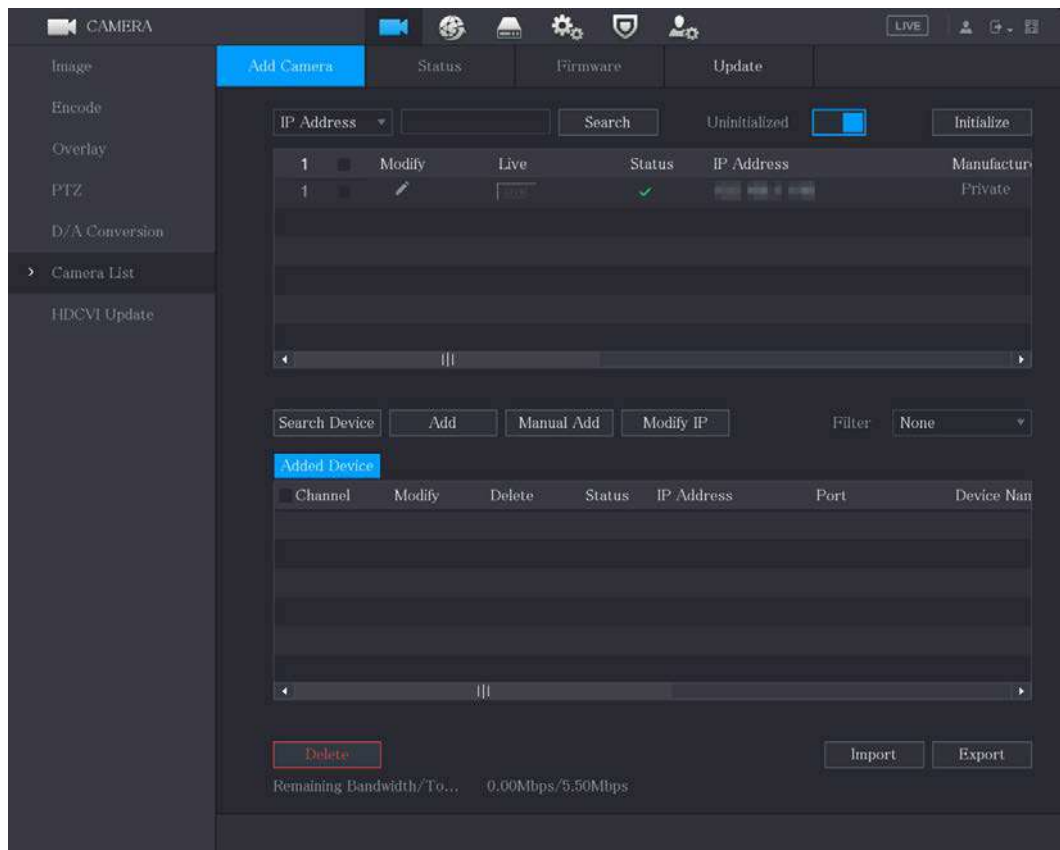 CAMERA
LIVE
Image
Encode
Overlay
PTZ
D/A Conversion
Camera List
HDCVI Update
Add Camera Status Firmware Update
IP Address Search Uninitialized Initialize
1 Modify Live Status IP Address Manufactur
1 Private
Search Device Add Manual Add Modify IP Filter None
Added Device
Channel Modify Delete Status IP Address Port Device Nam
Delete Import Export
Remaining Bandwidth/To... 0.00Mbps/5.50Mbps